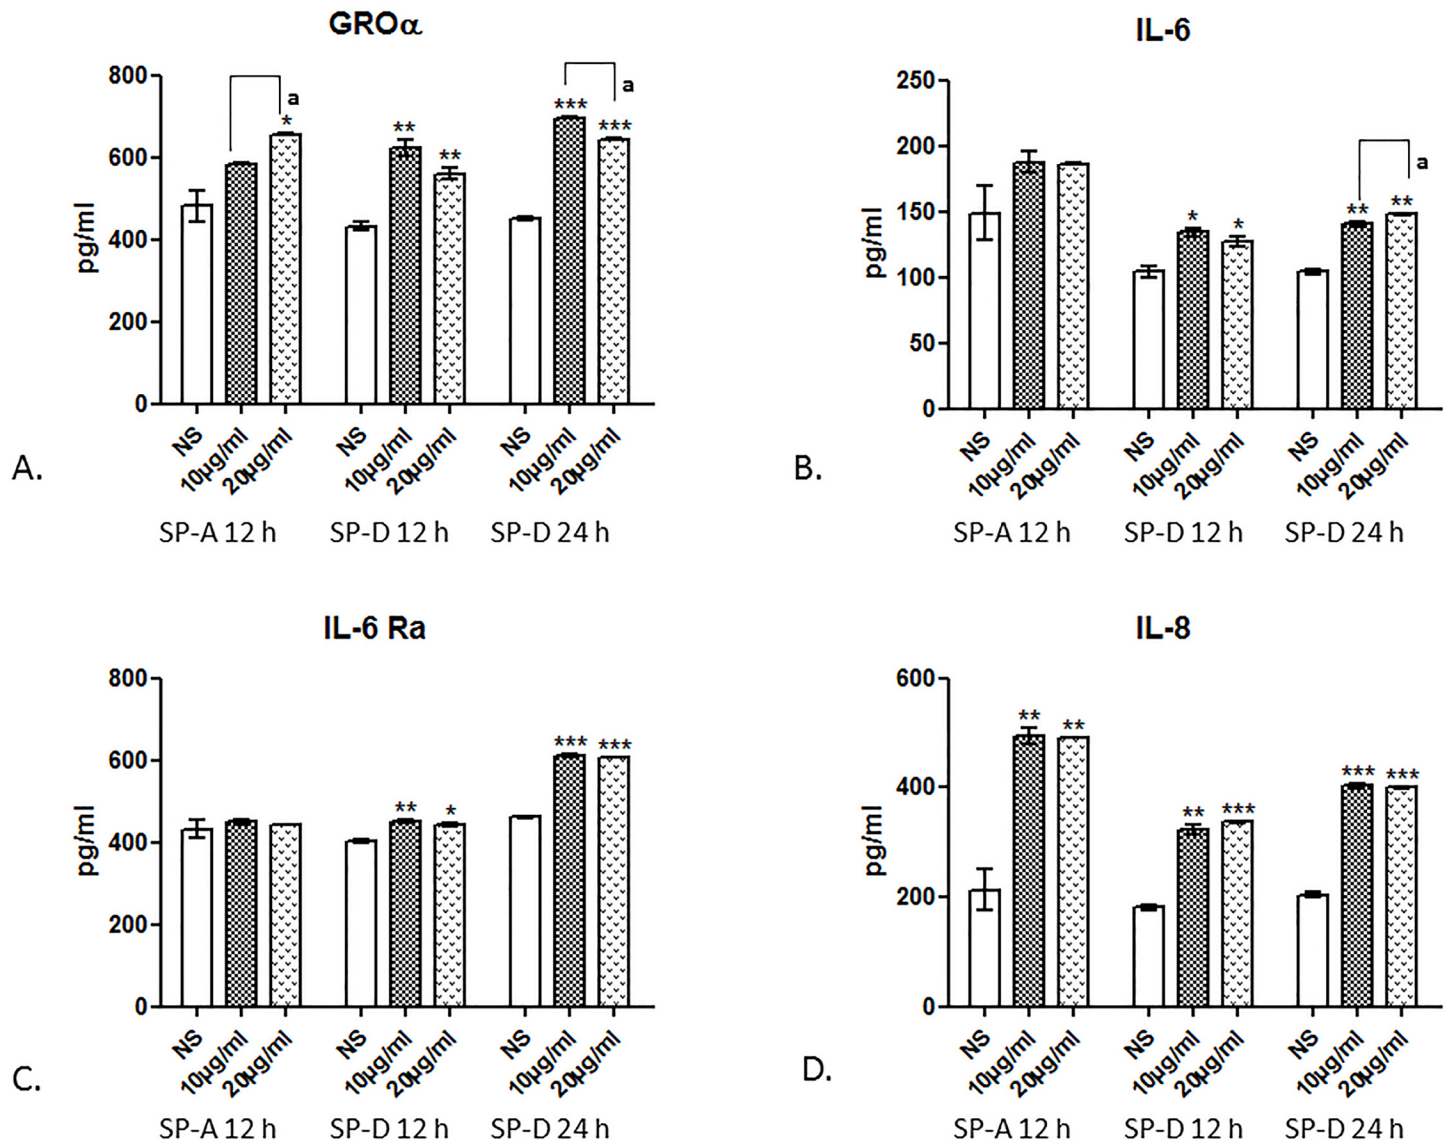 GROα
800
600
400
200
0
pg/ml
a
*
**
**
***
a
***
NS
10µg/ml
20µg/ml
NS
10µg/ml
20µg/ml
NS
10µg/ml
20µg/ml
A.
SP-A 12 h
SP-D 12 h
SP-D 24 h
IL-6
250
200
150
100
50
0
pg/ml
*
*
**
**
a
NS
10µg/ml
20µg/ml
NS
10µg/ml
20µg/ml
NS
10µg/ml
20µg/ml
B.
SP-A 12 h
SP-D 12 h
SP-D 24 h
IL-6 Ra
800
600
400
200
0
pg/ml
**
*
***
***
NS
10µg/ml
20µg/ml
NS
10µg/ml
20µg/ml
NS
10µg/ml
20µg/ml
C.
SP-A 12 h
SP-D 12 h
SP-D 24 h
IL-8
600
400
200
0
pg/ml
**
**
**
***
***
***
NS
10µg/ml
20µg/ml
NS
10µg/ml
20µg/ml
NS
10µg/ml
20µg/ml
D.
SP-A 12 h
SP-D 12 h
SP-D 24 h